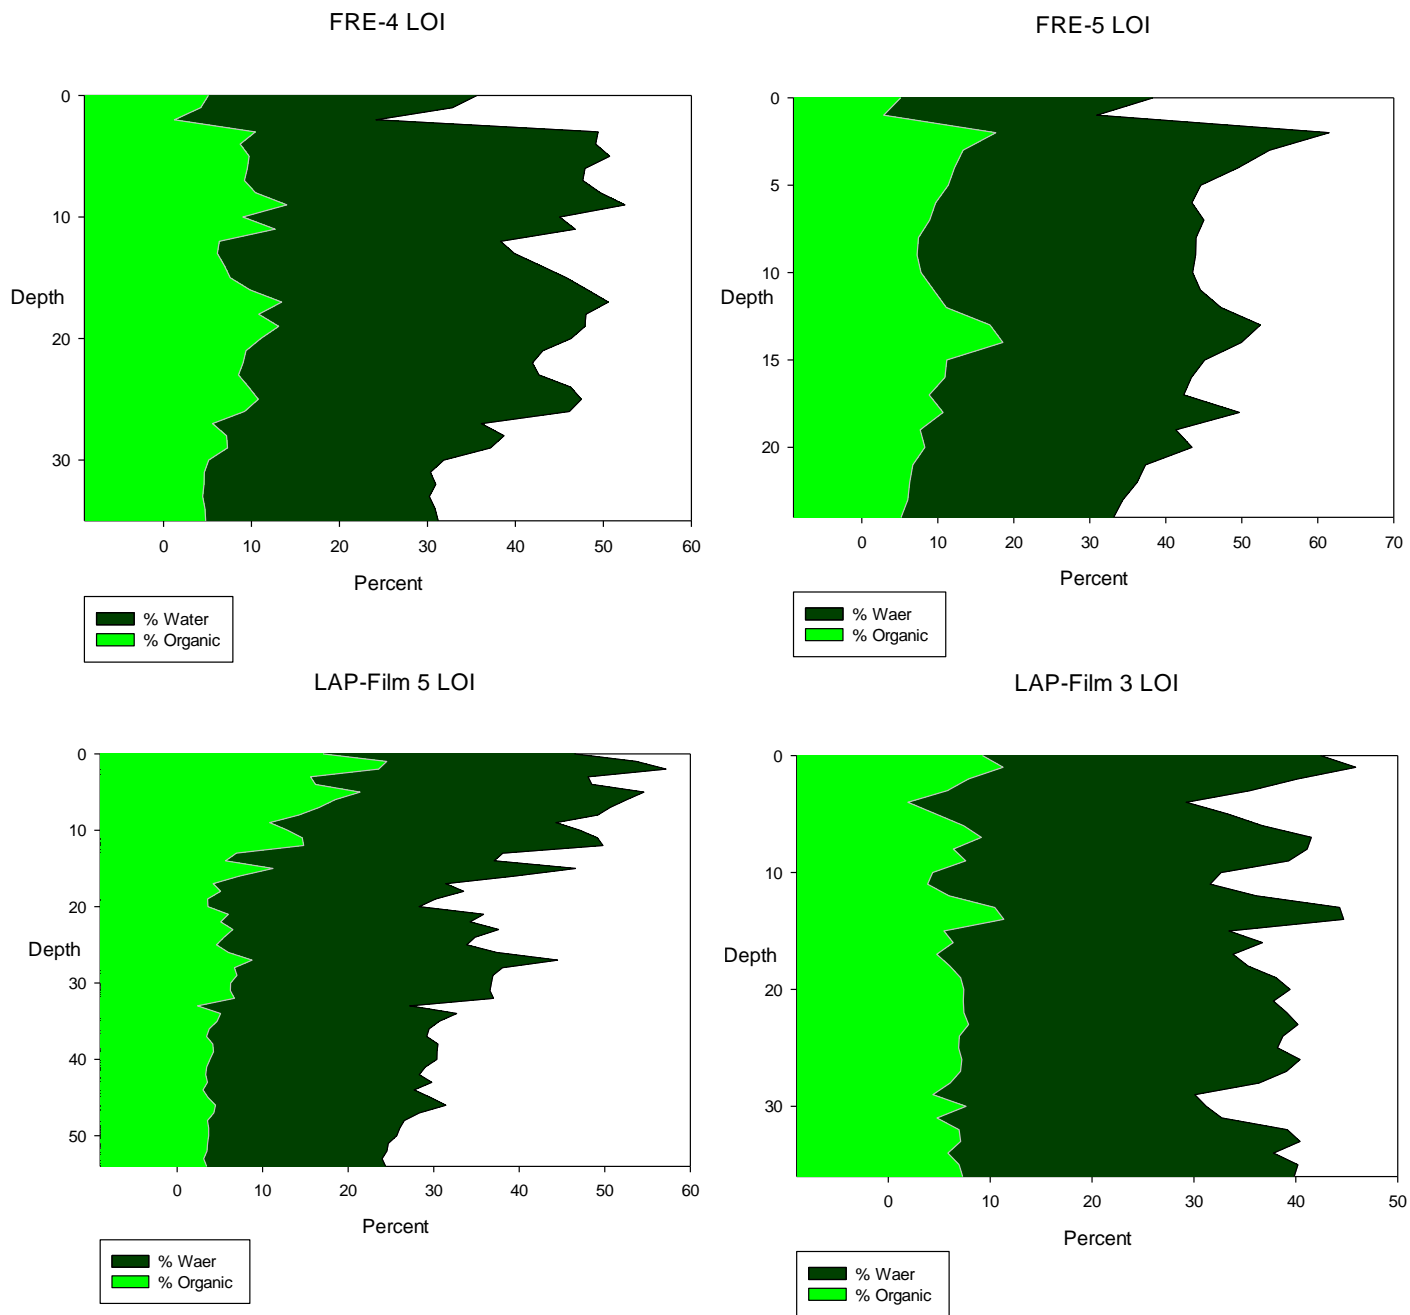 FRE-4 LOI
0
10
Depth
20
30
0 10 20 30 40 50 60
Percent
% Water
% Organic
FRE-5 LOI
0
5
10
Depth
15
20
0 10 20 30 40 50 60 70
Percent
% Waer
% Organic
LAP-Film 5 LOI
0
10
20
Depth
30
40
50
0 10 20 30 40 50 60
Percent
% Waer
% Organic
LAP-Film 3 LOI
0
10
Depth
20
30
0 10 20 30 40 50
Percent
% Waer
% Organic